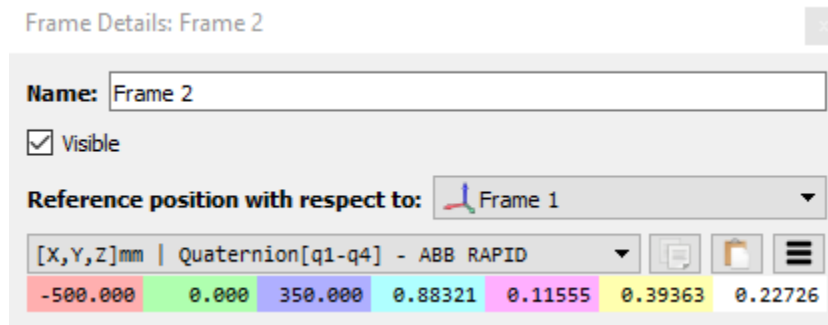 Frame Details: Frame 2
Name: Frame 2
Visible
Reference position with respect to: Frame 1
[X,Y,Z]mm | Quaternion[q1-q4] - ABB RAPID
-500.000 0.000 350.000 0.88321 0.11555 0.39363 0.22726